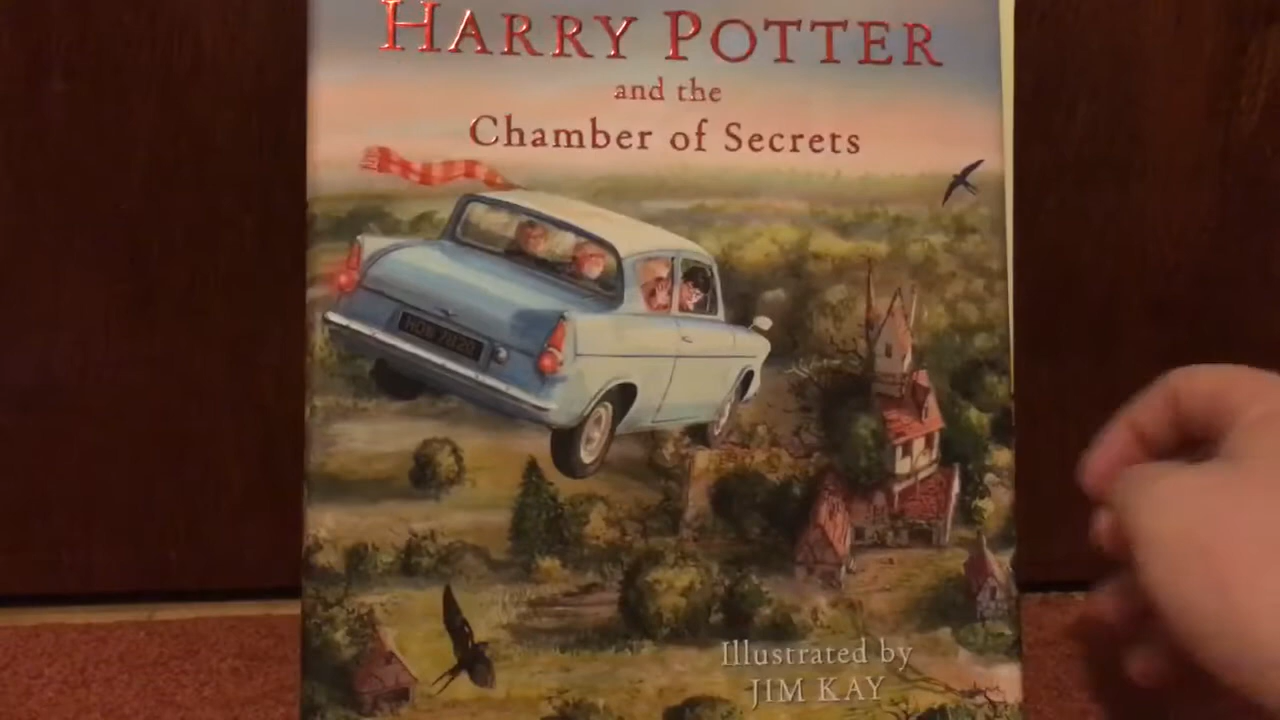 HARRY POTTER
and the
Chamber of Secrets
Illustrated by
JIM KAY